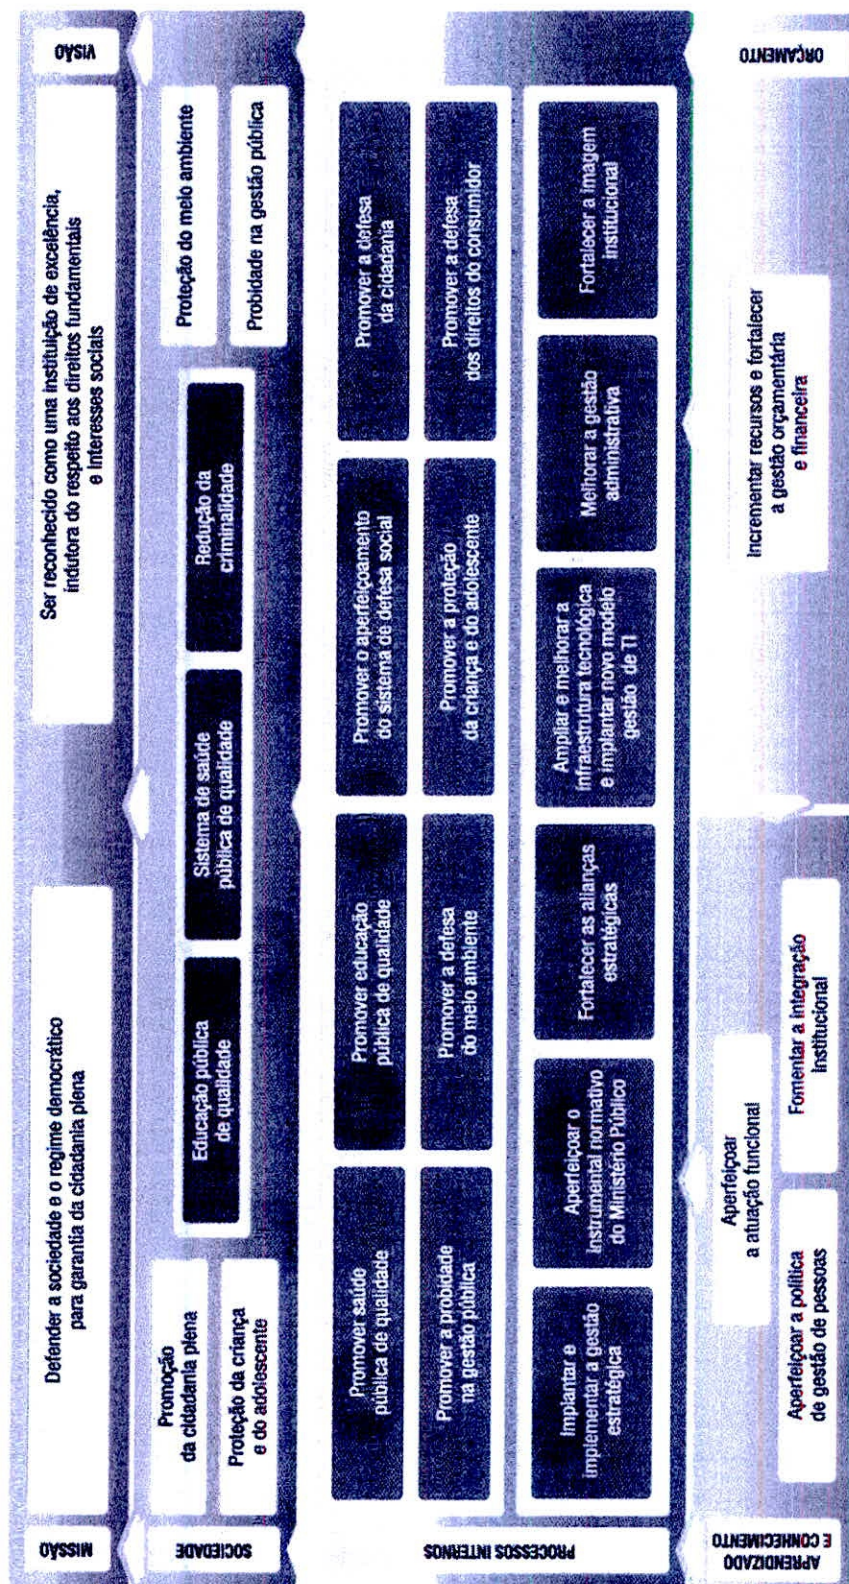 MISSÃO
Defender a sociedade e o regime democrático
para garantia da cidadania plena
Ser reconhecido como uma instituição de excelência,
indutora do respeito aos direitos fundamentais
e interesses sociais
VISÃO
SOCIEDADE
Promoção
da cidadania plena
Proteção da criança
e do adolescente
Educação pública
de qualidade
Sistema de saúde
pública de qualidade
Redução da
criminalidade
Proteção do meio ambiente
Probidade na gestão pública
PROCESSOS INTERNOS
Promover saúde
pública de qualidade
Promover educação
pública de qualidade
Promover o aperfeiçoamento
do sistema de defesa social
Promover a defesa
da cidadania
Promover a probidade
na gestão pública
Promover a defesa
do meio ambiente
Promover a proteção
da criança e do adolescente
Promover a defesa
dos direitos do consumidor
Implantar e
implementar a gestão
estratégica
Aperfeiçoar o
instrumental normativo
do Ministério Público
Fortalecer as alianças
estratégicas
Ampliar e melhorar a
infraestrutura tecnológica
e implantar novo modelo
gestão de TI
Melhorar a gestão
administrativa
Fortalecer a imagem
institucional
APRENDIZADO
E CONHECIMENTO
Aperfeiçoar
a atuação funcional
Aperfeiçoar a política
de gestão de pessoas
Fomentar a integração
institucional
Incrementar recursos e fortalecer
a gestão orçamentária
e financeira
ORÇAMENTO